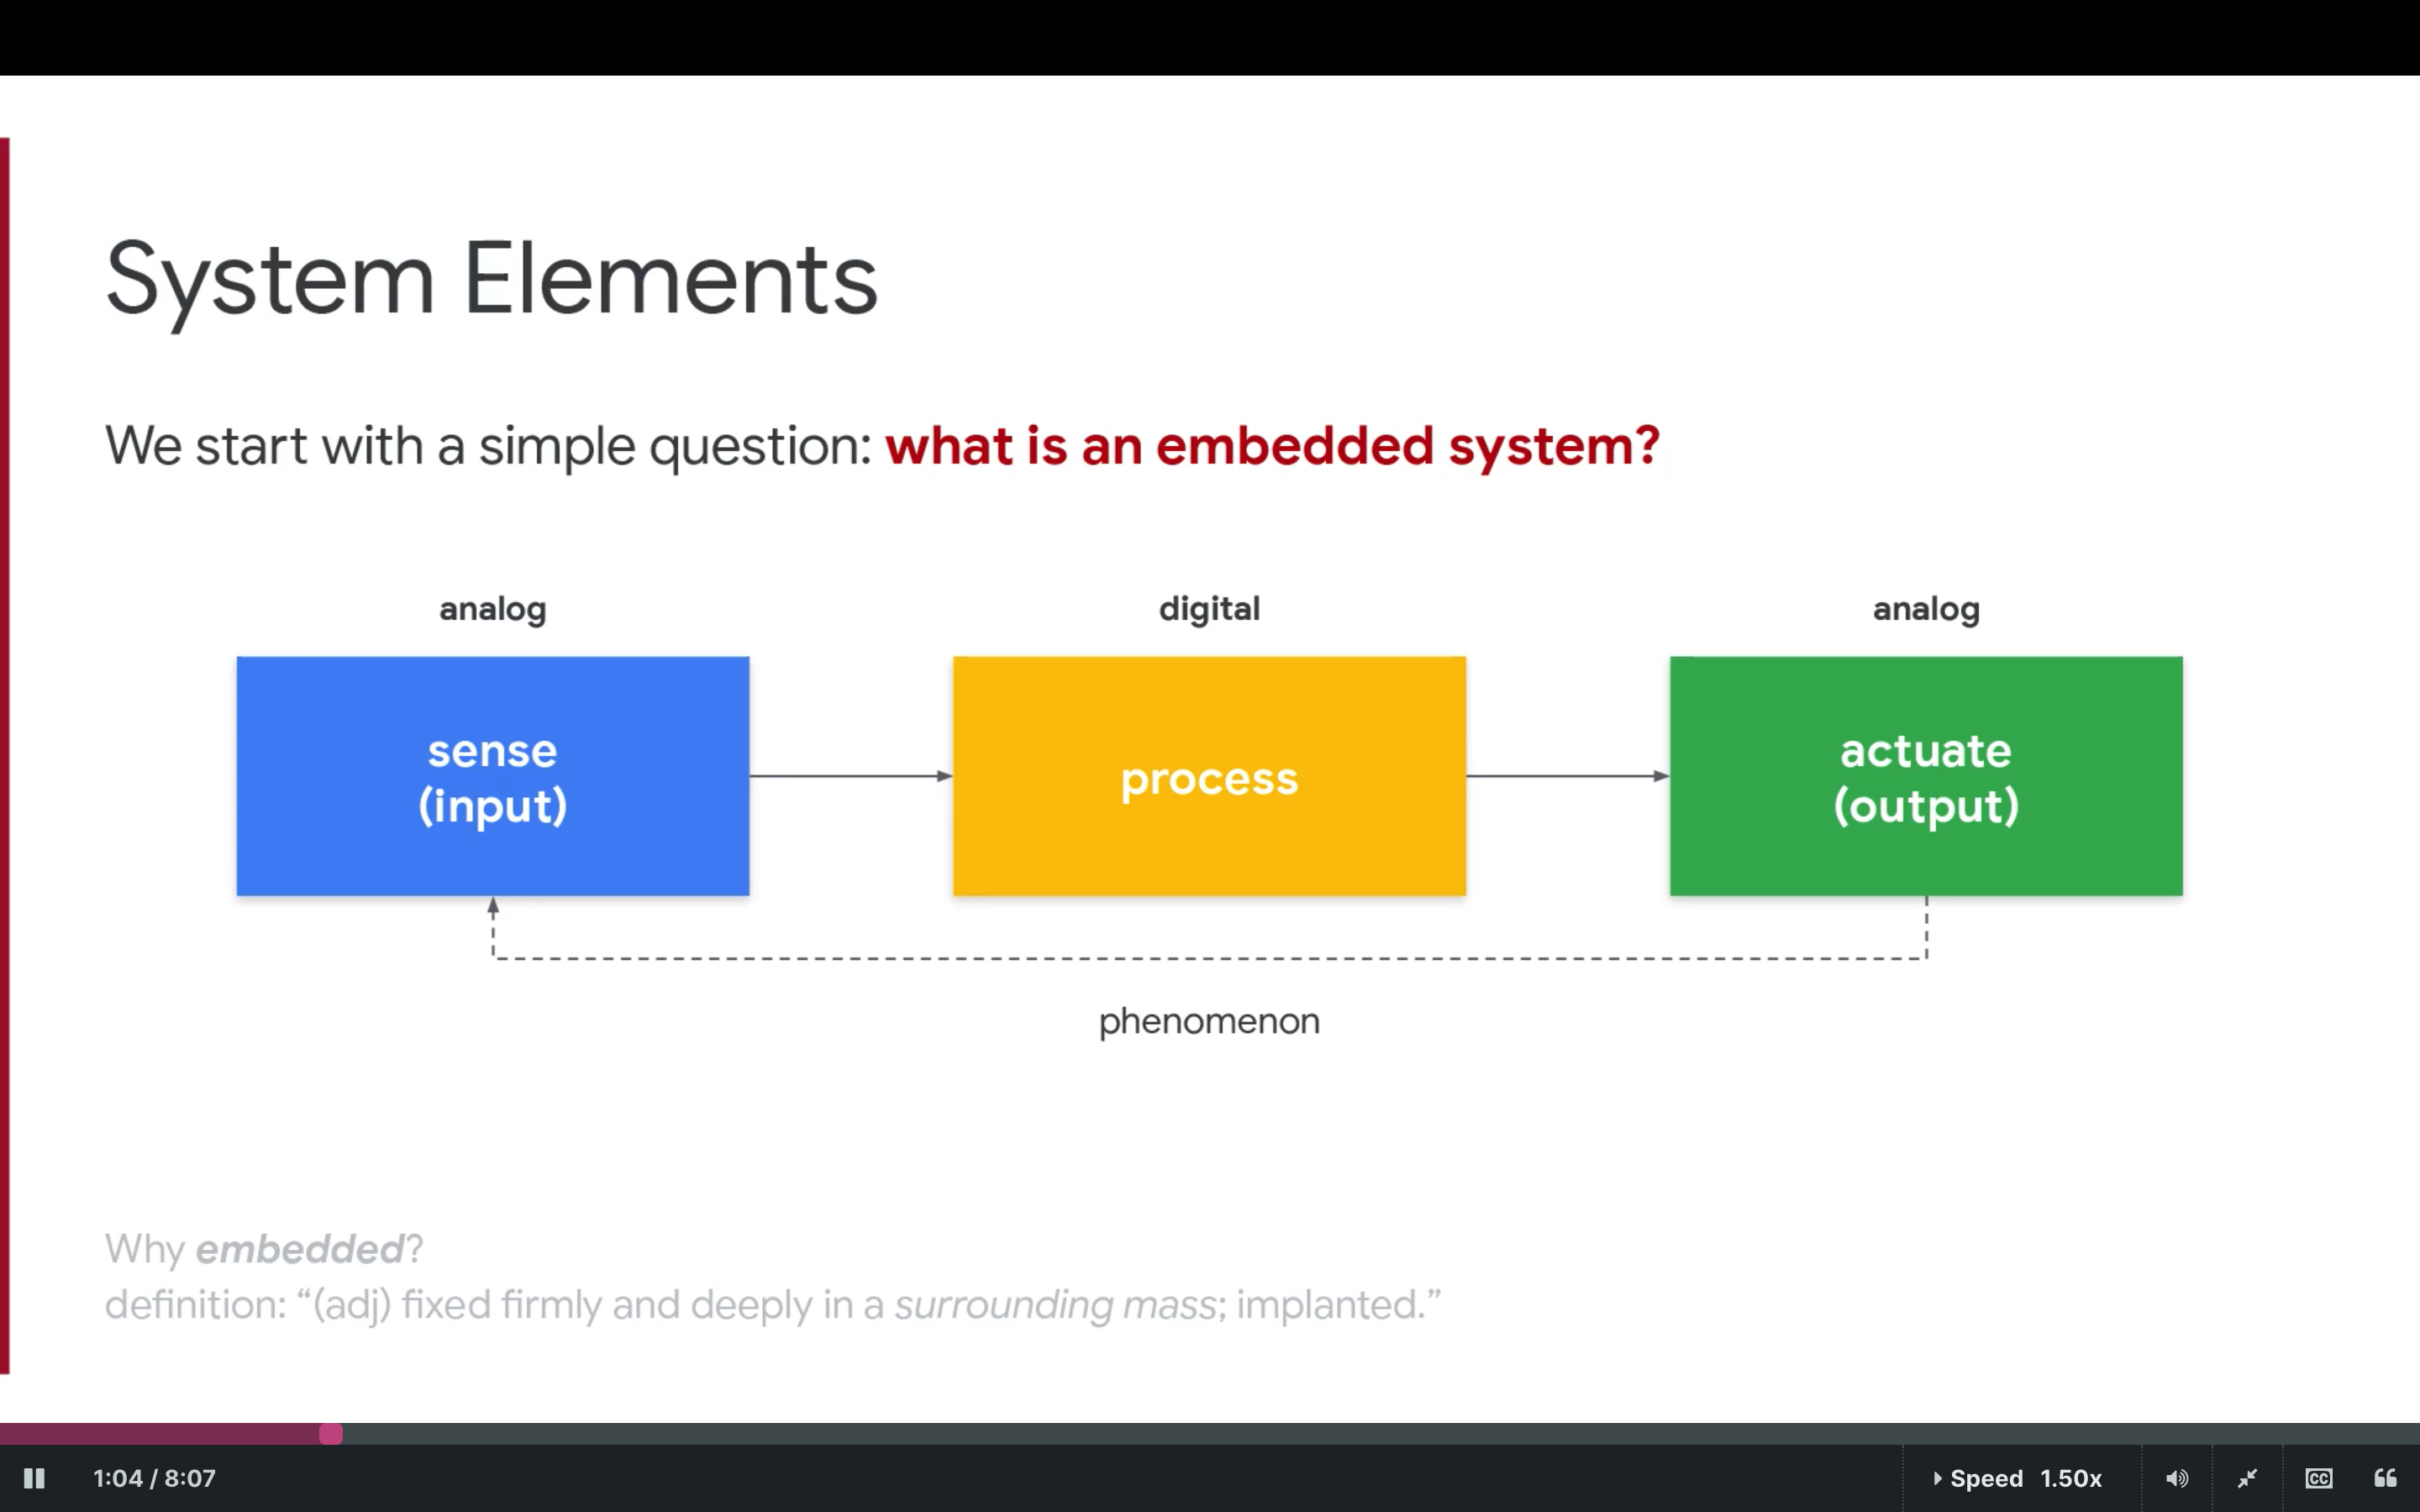 System Elements
We start with a simple question: what is an embedded system?
analog
digital
analog
sense
(input)
process
actuate
(output)
phenomenon
Why embedded?
definition: “(adj) fixed firmly and deeply in a surrounding mass; implanted.”
1:04 / 8:07
Speed 1.50x
CC